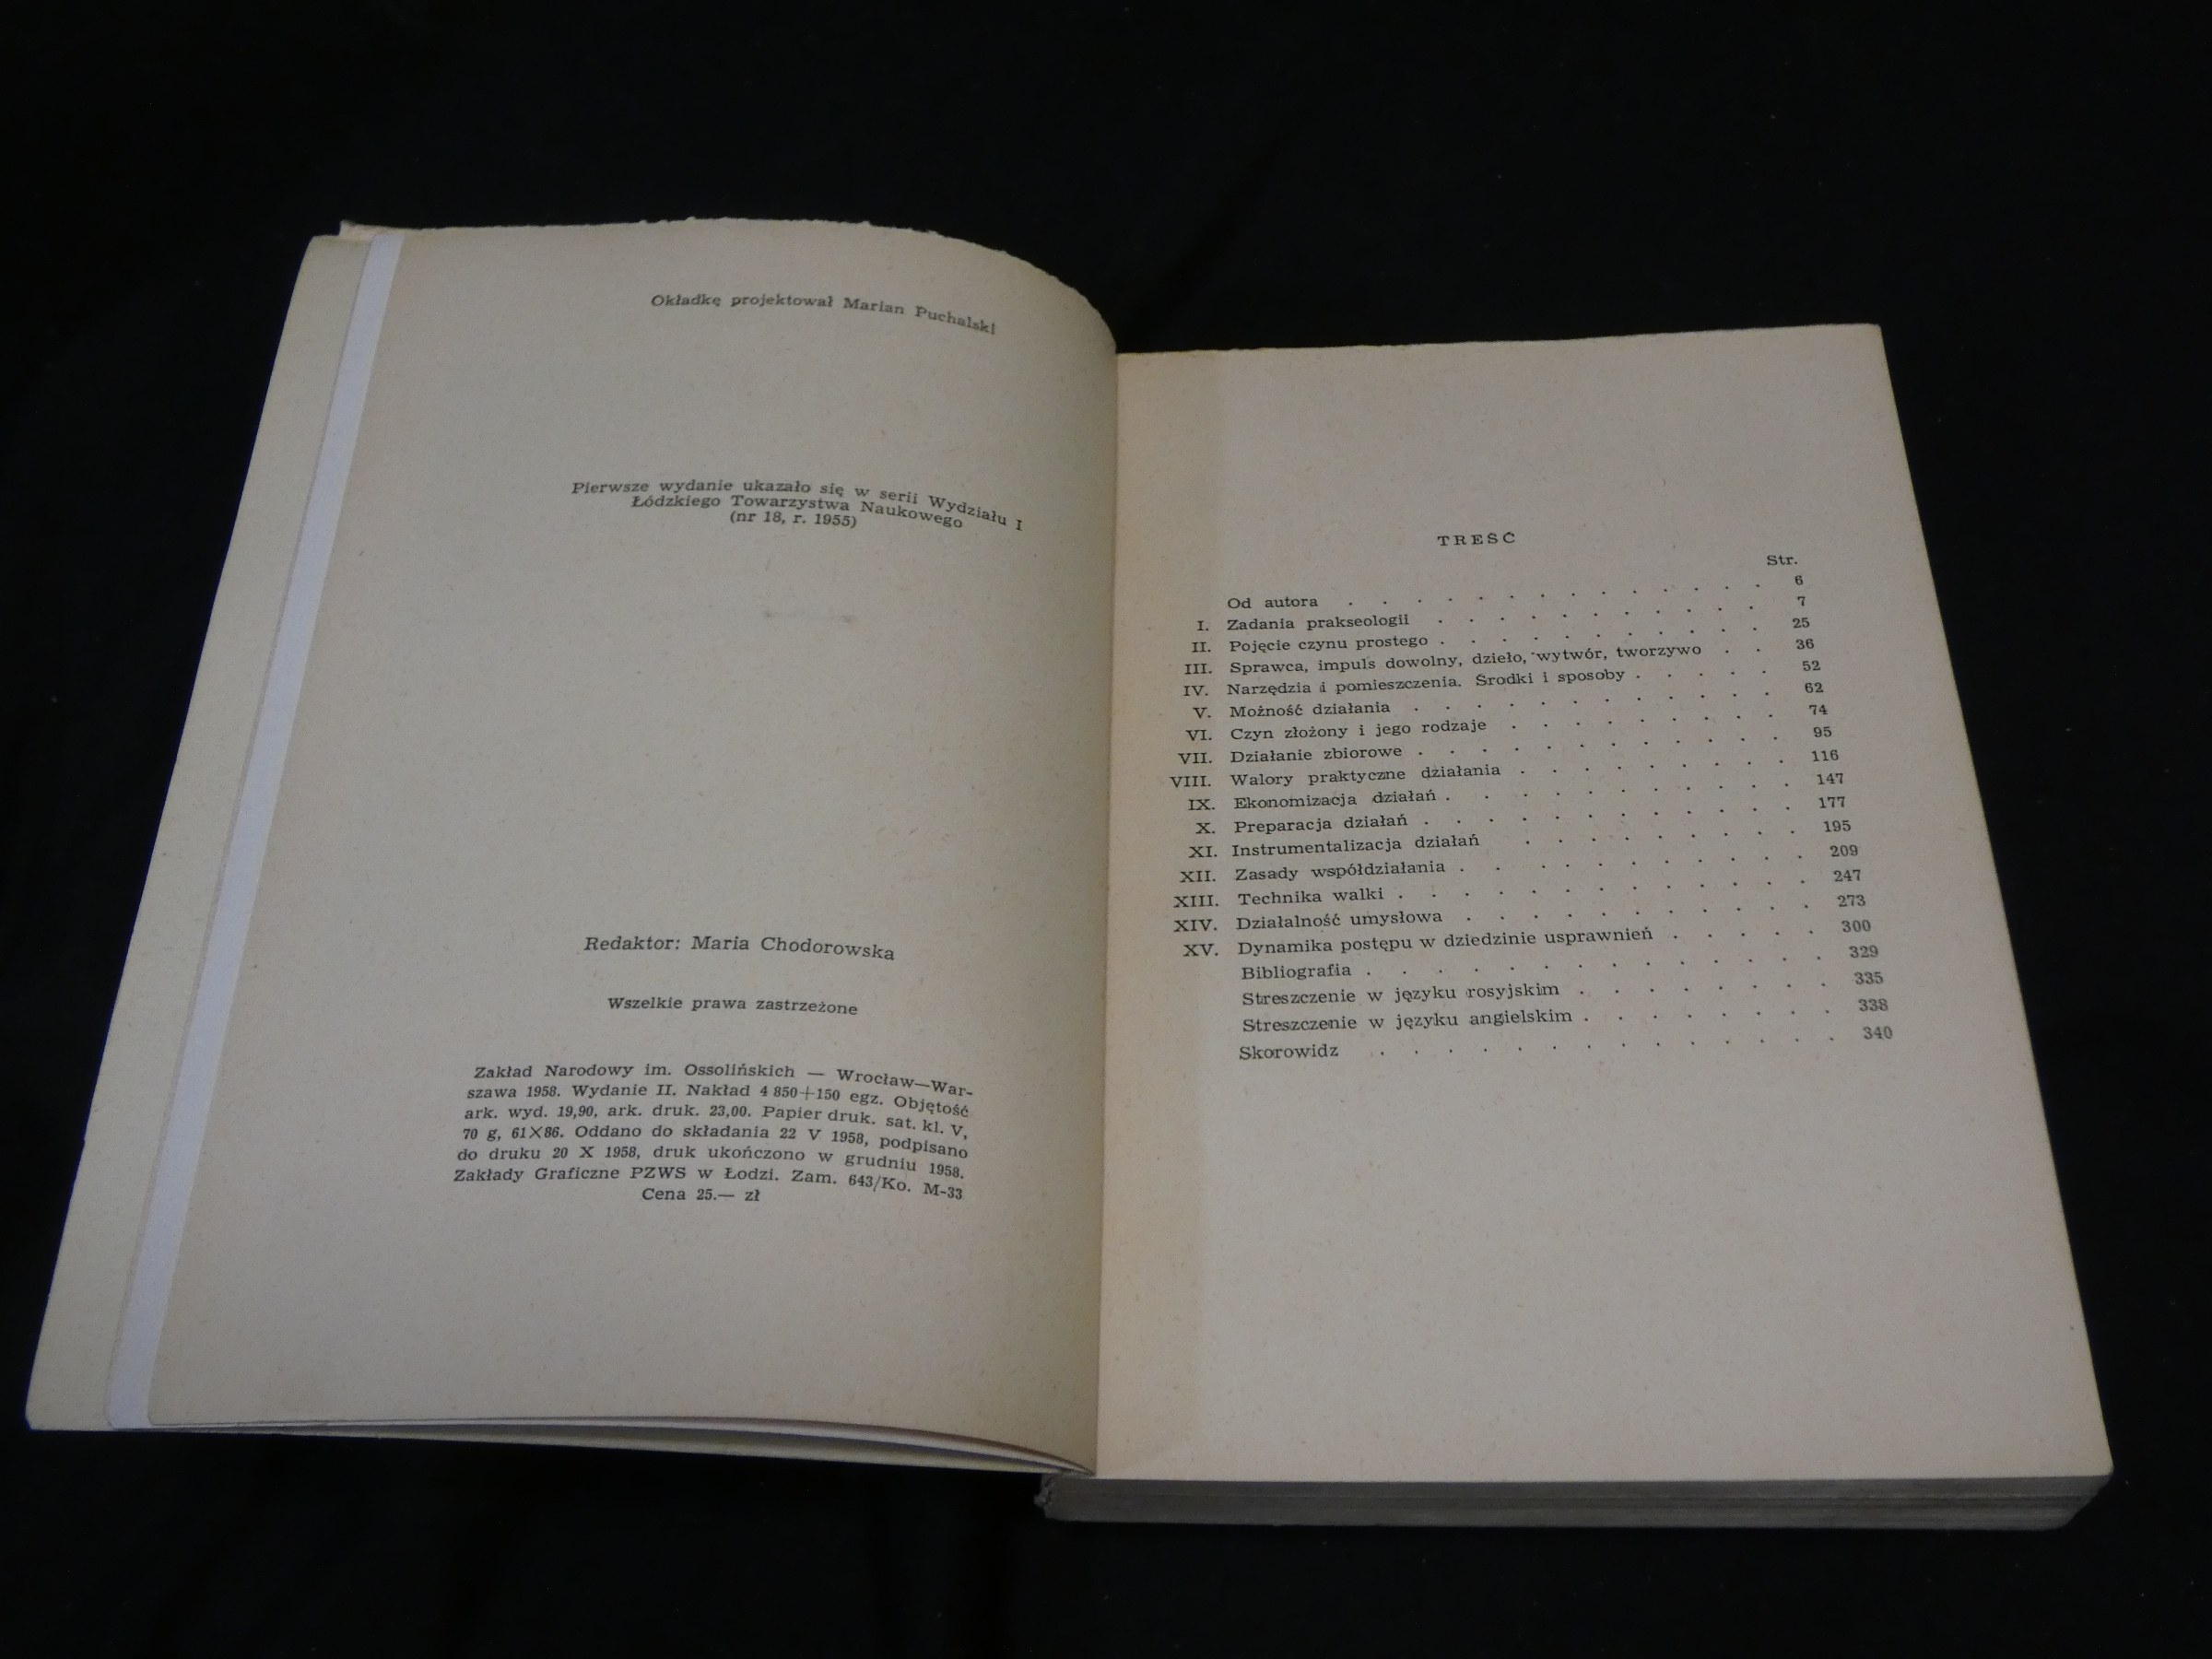 Okładkę projektował Marian Puchalski
Pierwsze wydanie ukazało się w serii Wydziału I
Łódzkiego Towarzystwa Naukowego
(nr 18, r. 1955)
Redaktor: Maria Chodorowska
Wszelkie prawa zastrzeżone
Zakład Narodowy im. Ossolińskich — Wrocław—War-
szawa 1958. Wydanie II. Nakład 4 850+150 egz. Objętość
ark. wyd. 19,90, ark. druk. 23,00. Papier druk. sat. kl. V,
70 g, 61×86. Oddano do składania 22 V 1958, podpisano
do druku 20 X 1958, druk ukończono w grudniu 1958.
Zakłady Graficzne PZWS w Łodzi. Zam. 643/Ko. M-33
Cena 25.— zł
TREŚĆ
Str.
Od autora . . . . . . . . . . . . . 6
I. Zadania prakseologii . . . . . . . . . . 7
II. Pojęcie czynu prostego . . . . . . . . . . 25
III. Sprawca, impuls dowolny, dzieło, wytwór, tworzywo . . 36
IV. Narzędzia i pomieszczenia. Środki i sposoby . . . . . 52
V. Możność działania . . . . . . . . . . . 62
VI. Czyn złożony i jego rodzaje . . . . . . . . 74
VII. Działanie zbiorowe . . . . . . . . . . . 95
VIII. Walory praktyczne działania . . . . . . . . 116
IX. Ekonomizacja działań . . . . . . . . . . 147
X. Preparacja działań . . . . . . . . . . . 177
XI. Instrumentalizacja działań . . . . . . . . . 195
XII. Zasady współdziałania . . . . . . . . . . 209
XIII. Technika walki . . . . . . . . . . . . 247
XIV. Działalność umysłowa . . . . . . . . . . 273
XV. Dynamika postępu w dziedzinie usprawnień . . . . . 300
Bibliografia . . . . . . . . . . . . . 329
Streszczenie w języku rosyjskim . . . . . . . 335
Streszczenie w języku angielskim . . . . . . . 338
Skorowidz . . . . . . . . . . . . . 340